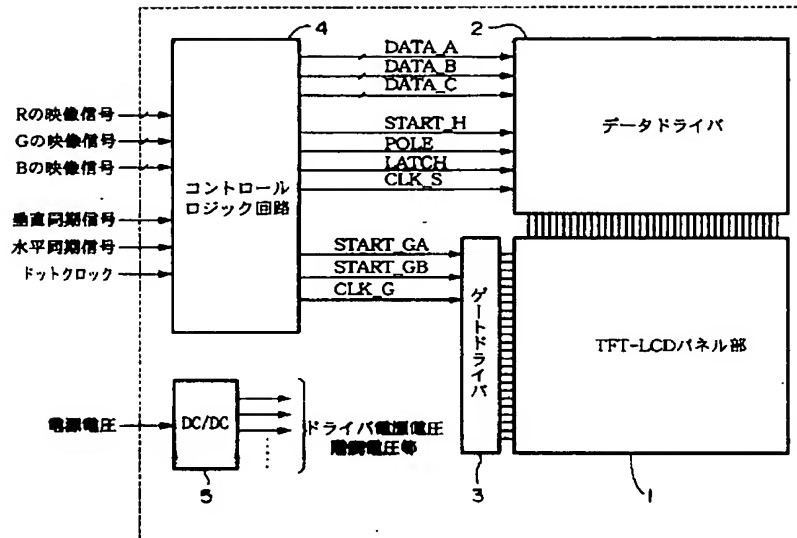 4
2
DATA_A
DATA_B
DATA_C
Rの映像信号
Gの映像信号
Bの映像信号
START_H
POLE
LATCH
CLK_S
データドライバ
コントロール
ロジック回路
垂直同期信号
水平同期信号
ドットクロック
START_GA
START_GB
CLK_G
ゲートドライバ
TFT-LCDパネル部
電源電圧
DC/DC
ドライバ電源電圧
階調電圧等
5
3
1